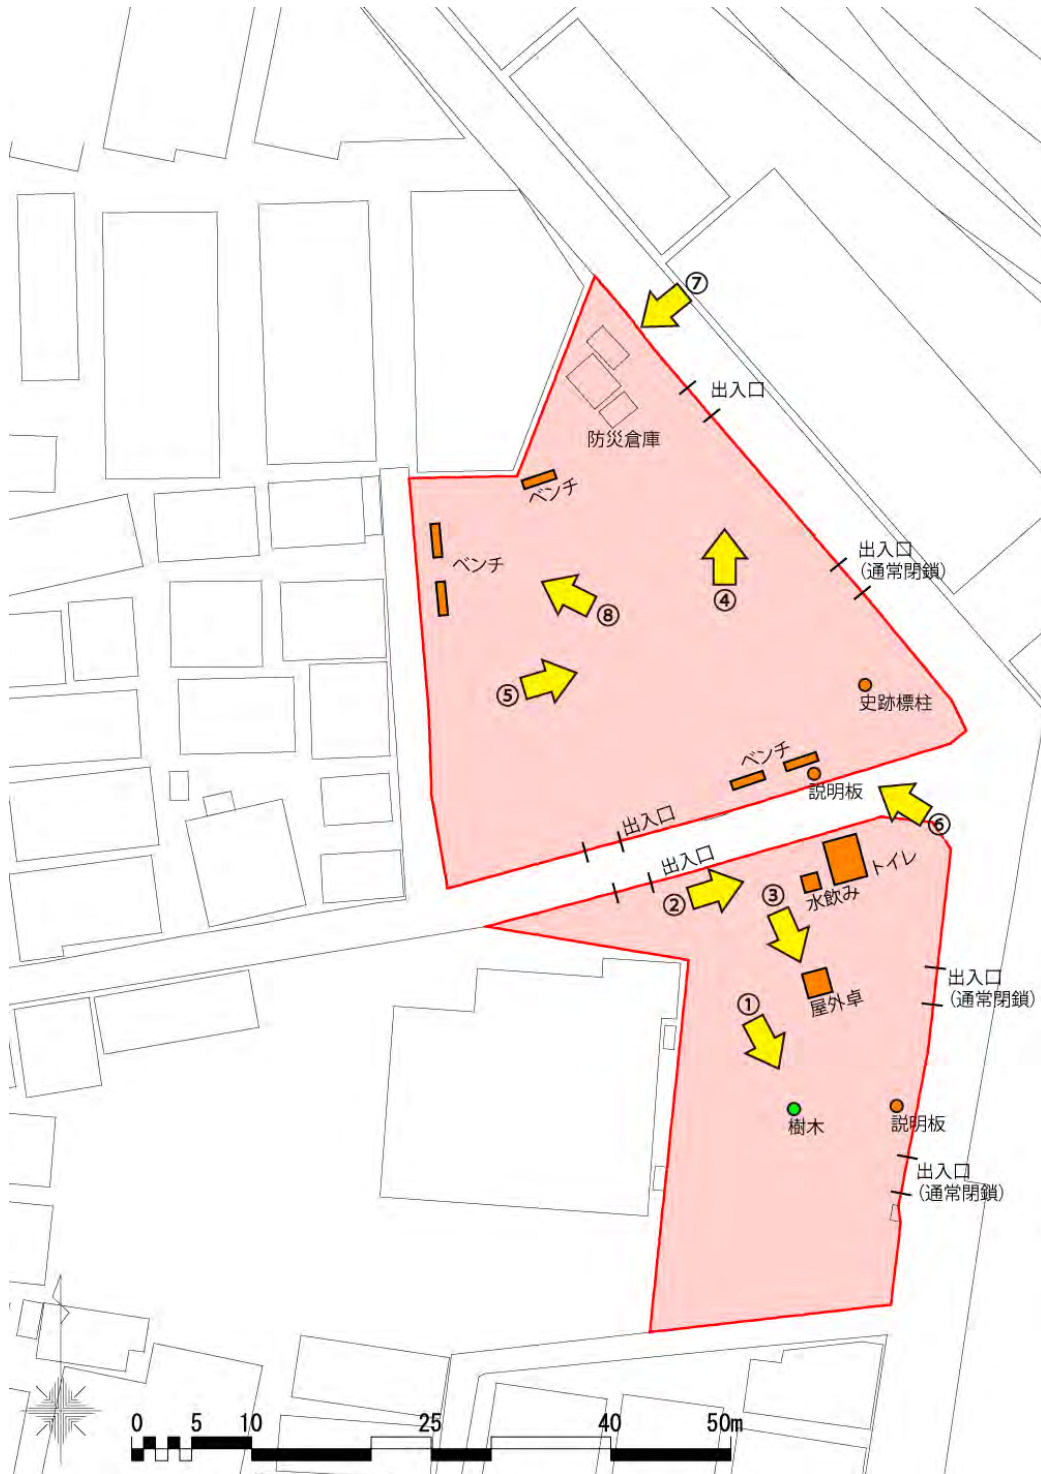 ⑦
出入口
防災倉庫
ベンチ
出入口
(通常閉鎖)
ベンチ
④
⑧
⑤
史跡標柱
ベンチ
説明板
⑥
出入口
出入口
トイレ
水飲み
②
③
出入口
(通常閉鎖)
屋外卓
①
樹木
説明板
出入口
(通常閉鎖)
0 5 10 25 40 50m